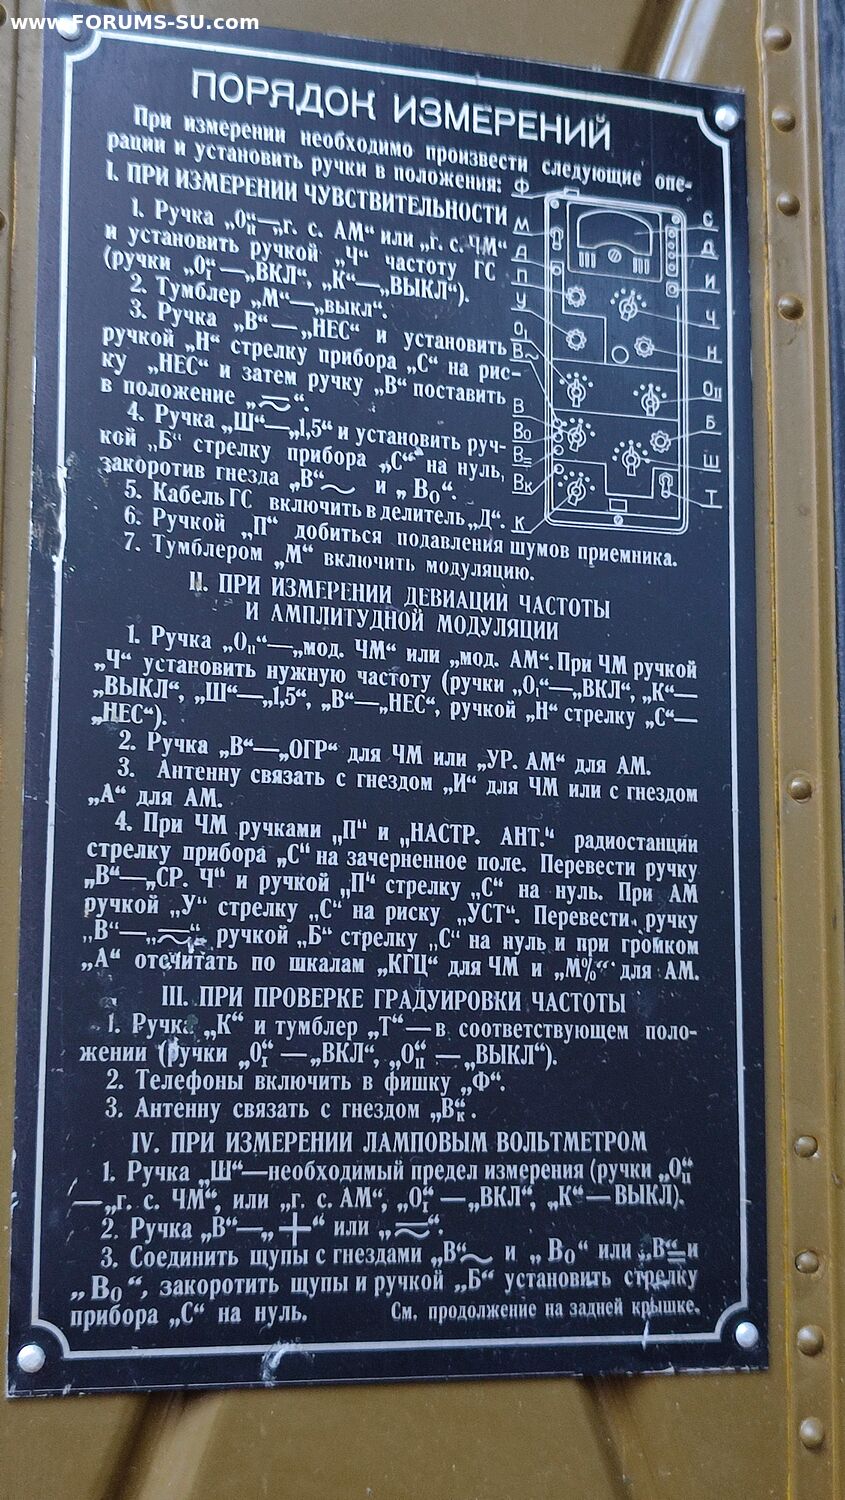 www.FORUMS-SU.com
ПОРЯДОК ИЗМЕРЕНИЙ
При измерении необходимо произвести следующие опе-
рации и установить ручки в положения:
I. ПРИ ИЗМЕРЕНИИ ЧУВСТВИТЕЛЬНОСТИ
1. Ручка „OII“—„г. с. АМ“ или „г. с. ЧМ“
и установить ручкой „Ч“ частоту ГС
(ручки „OI“—„ВКЛ“, „К“—„ВЫКЛ“).
2. Тумблер „М“—„выкл“.
3. Ручка „В“—„НЕС“ и установить
ручкой „Н“ стрелку прибора „С“ на рис-
ку „НЕС“ и затем ручку „В“ поставить
в положение „≂“.
4. Ручка „Ш“—„1,5“ и установить руч-
кой „Б“ стрелку прибора „С“ на нуль,
закоротив гнезда „В“~ и „В0“.
5. Кабель ГС включить в делитель „Д“.
6. Ручкой „П“ добиться подавления шумов приемника.
7. Тумблером „М“ включить модуляцию.
Ф
М
А
П
У
OI
В~
В
В0
В=
Вк
К
С
Д
И
Ч
Н
OII
Б
Ш
Т
II. ПРИ ИЗМЕРЕНИИ ДЕВИАЦИИ ЧАСТОТЫ
И АМПЛИТУДНОЙ МОДУЛЯЦИИ
1. Ручка „OII“—„мод. ЧМ“ или „мод. АМ“. При ЧМ ручкой
„Ч“ установить нужную частоту (ручки „OI“—„ВКЛ“, „К“—
„ВЫКЛ“, „Ш“—„1,5“, „В“—„НЕС“, ручкой „Н“ стрелку „С“—
„НЕС“).
2. Ручка „В“—„ОГР“ для ЧМ или „УР. АМ“ для АМ.
3. Антенну связать с гнездом „И“ для ЧМ или с гнездом
„А“ для АМ.
4. При ЧМ ручками „П“ и „НАСТР. АНТ.“ радиостанции
стрелку прибора „С“ на зачерненное поле. Перевести ручку
„В“—„СР. Ч“ и ручкой „П“ стрелку „С“ на нуль. При АМ
ручкой „У“ стрелку „С“ на риску „УСТ“. Перевести ручку
„В“—„≂“ ручкой „Б“ стрелку „С“ на нуль и при громком
„А“ отсчитать по шкалам „КГЦ“ для ЧМ и „М%“ для АМ.
III. ПРИ ПРОВЕРКЕ ГРАДУИРОВКИ ЧАСТОТЫ
1. Ручка „К“ и тумблер „Т“—в соответствующем поло-
жении (ручки „OI“—„ВКЛ“, „OII“—„ВЫКЛ“).
2. Телефоны включить в фишку „Ф“.
3. Антенну связать с гнездом „Вк“.
IV. ПРИ ИЗМЕРЕНИИ ЛАМПОВЫМ ВОЛЬТМЕТРОМ
1. Ручка „Ш“—необходимый предел измерения (ручки „OII“
—„г. с. ЧМ“, или „г. с. АМ“, „OI“—„ВКЛ“, „К“—ВЫКЛ).
2. Ручка „В“—„+“ или „≂“.
3. Соединить щупы с гнездами „В“~ и „В0“ или „В“= и
„В0“, закоротить щупы и ручкой „Б“ установить стрелку
прибора „С“ на нуль. См. продолжение на задней крышке.